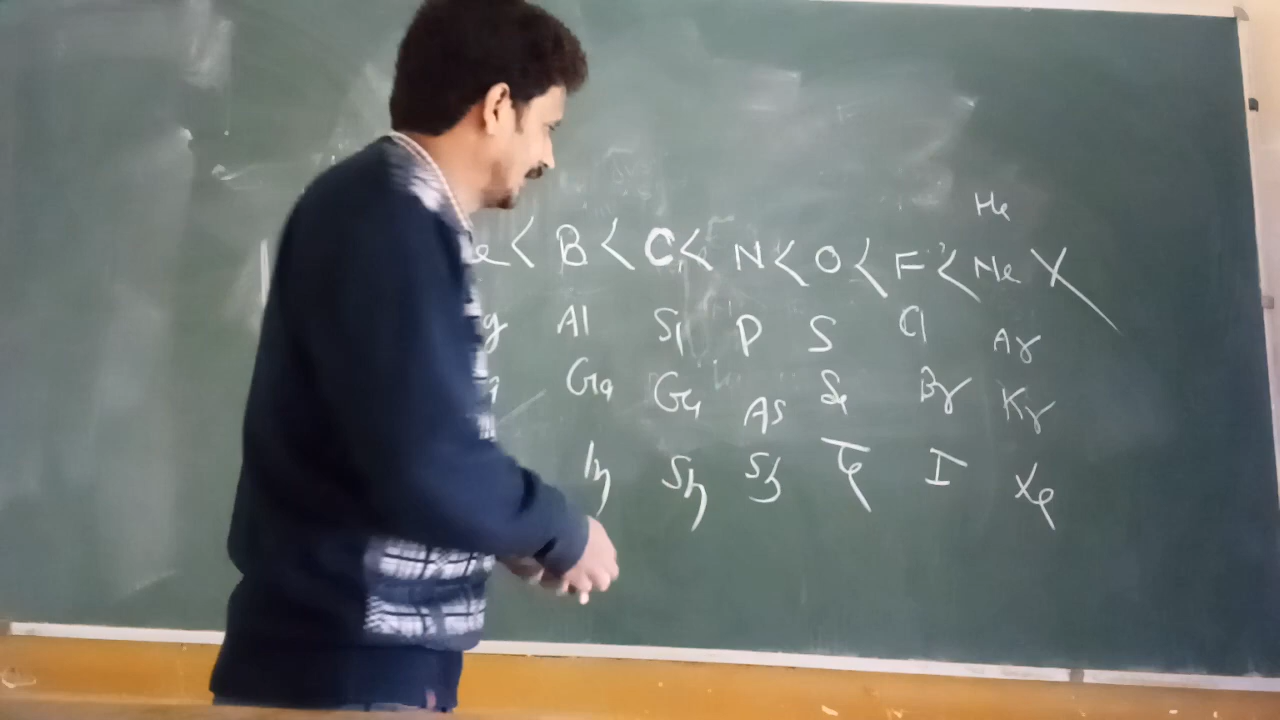 He
e < B < C < N < O < F < Ne X
g Al Si P S Cl Ar
Ga Ge As Se Br Kr
In Sn Sb Te I Xe